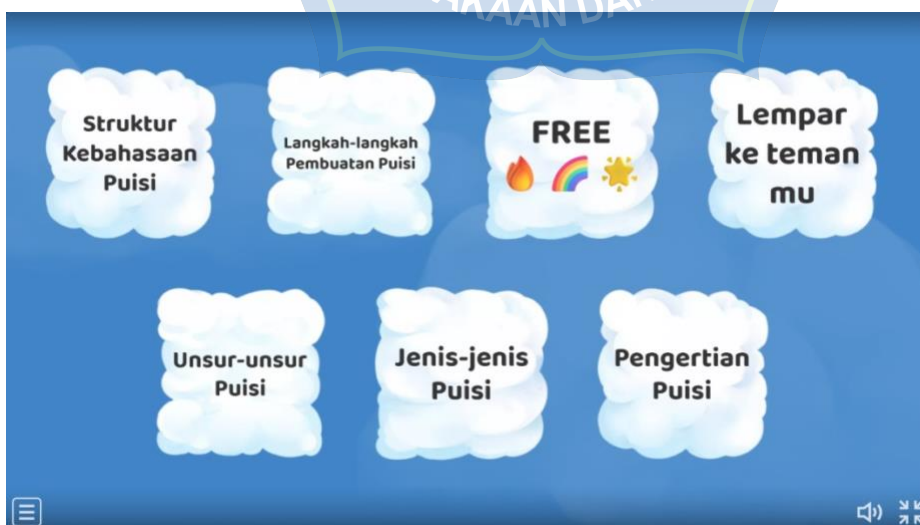 Struktur
Kebahasaan
Puisi
Langkah-langkah
Pembuatan Puisi
FREE
Lempar
ke teman
mu
Unsur-unsur
Puisi
Jenis-jenis
Puisi
Pengertian
Puisi